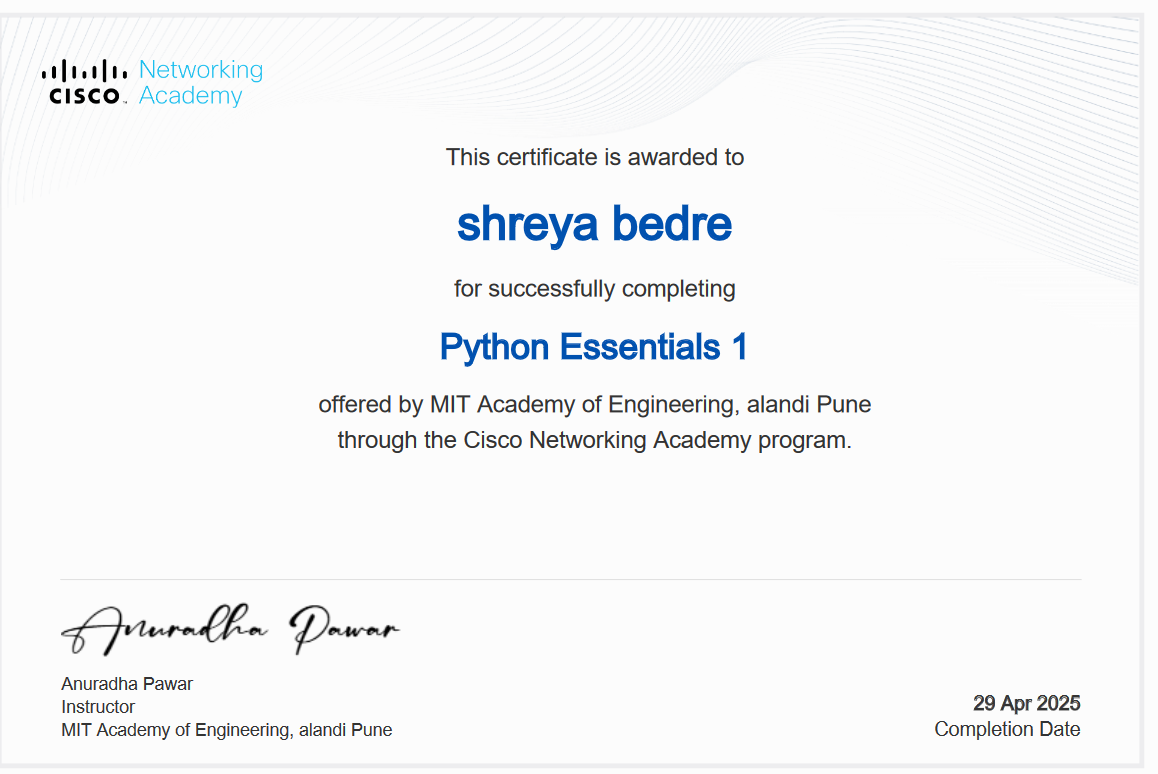 Networking
CISCO Academy
This certificate is awarded to
shreya bedre
for successfully completing
Python Essentials 1
offered by MIT Academy of Engineering, alandi Pune
through the Cisco Networking Academy program.
Anuradha Pawar
Anuradha Pawar
Instructor
MIT Academy of Engineering, alandi Pune
29 Apr 2025
Completion Date